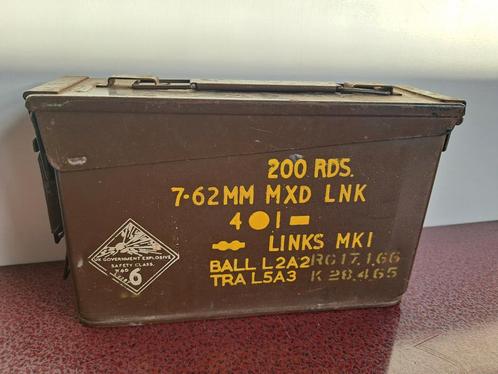 200 RDS.
7·62MM MXD LNK
4 1
LINKS MK1
BALL L2A2 RG 17,1,66
TRA L5A3 K 28,4,65
UK GOVERNMENT EXPLOSIVE
SAFETY CLASS.
6